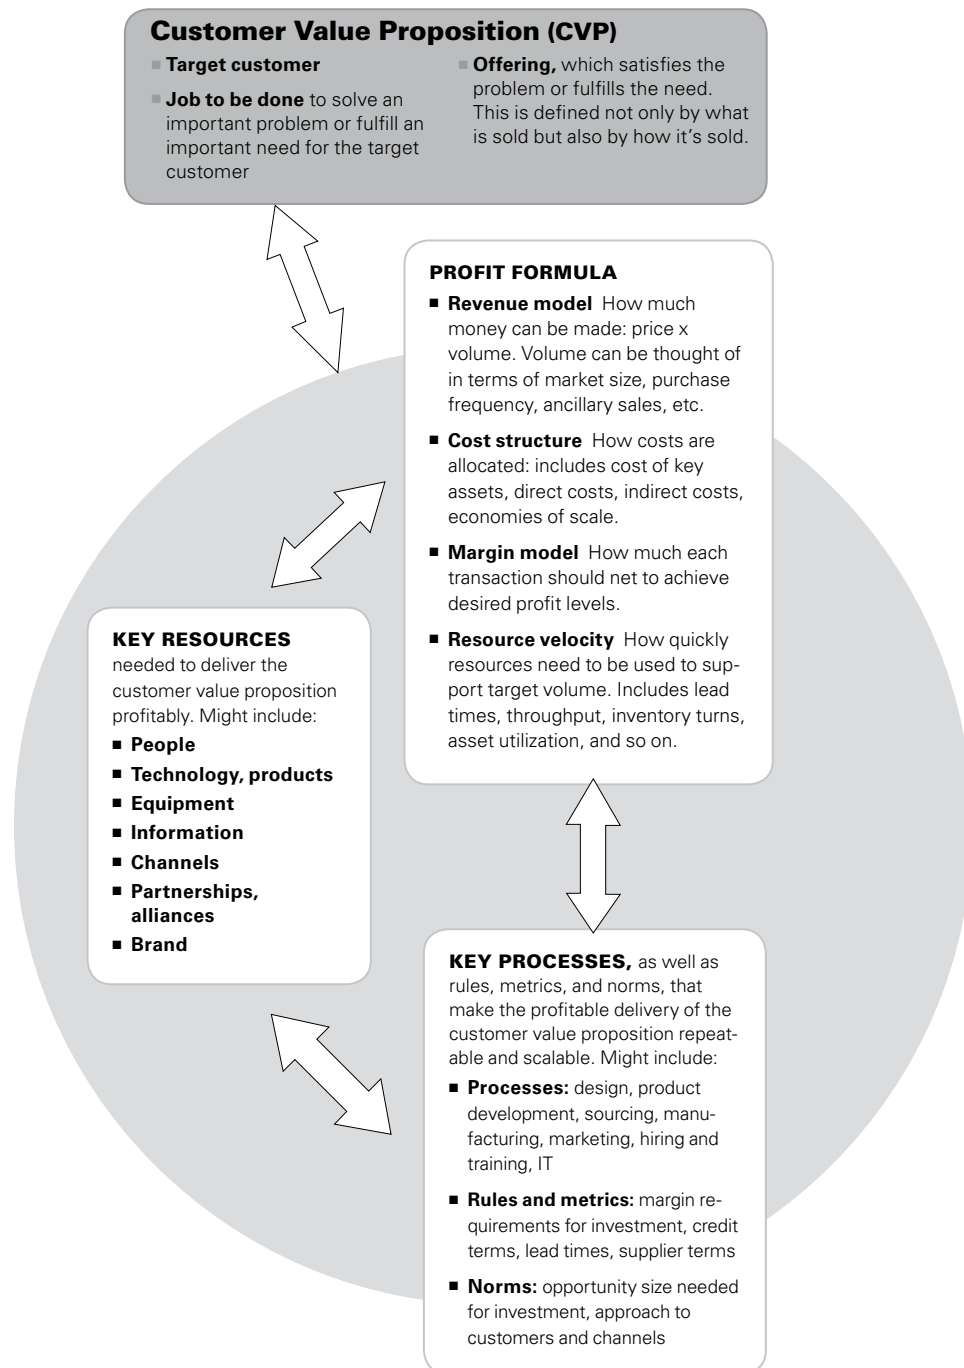 Customer Value Proposition (CVP)
■ Target customer
■ Job to be done to solve an
important problem or fulfill an
important need for the target
customer
■ Offering, which satisfies the
problem or fulfills the need.
This is defined not only by what
is sold but also by how it's sold.
PROFIT FORMULA
■ Revenue model How much
money can be made: price x
volume. Volume can be thought of
in terms of market size, purchase
frequency, ancillary sales, etc.
■ Cost structure How costs are
allocated: includes cost of key
assets, direct costs, indirect costs,
economies of scale.
■ Margin model How much each
transaction should net to achieve
desired profit levels.
■ Resource velocity How quickly
resources need to be used to sup-
port target volume. Includes lead
times, throughput, inventory turns,
asset utilization, and so on.
KEY RESOURCES
needed to deliver the
customer value proposition
profitably. Might include:
■ People
■ Technology, products
■ Equipment
■ Information
■ Channels
■ Partnerships,
alliances
■ Brand
KEY PROCESSES, as well as
rules, metrics, and norms, that
make the profitable delivery of the
customer value proposition repeat-
able and scalable. Might include:
■ Processes: design, product
development, sourcing, manu-
facturing, marketing, hiring and
training, IT
■ Rules and metrics: margin re-
quirements for investment, credit
terms, lead times, supplier terms
■ Norms: opportunity size needed
for investment, approach to
customers and channels